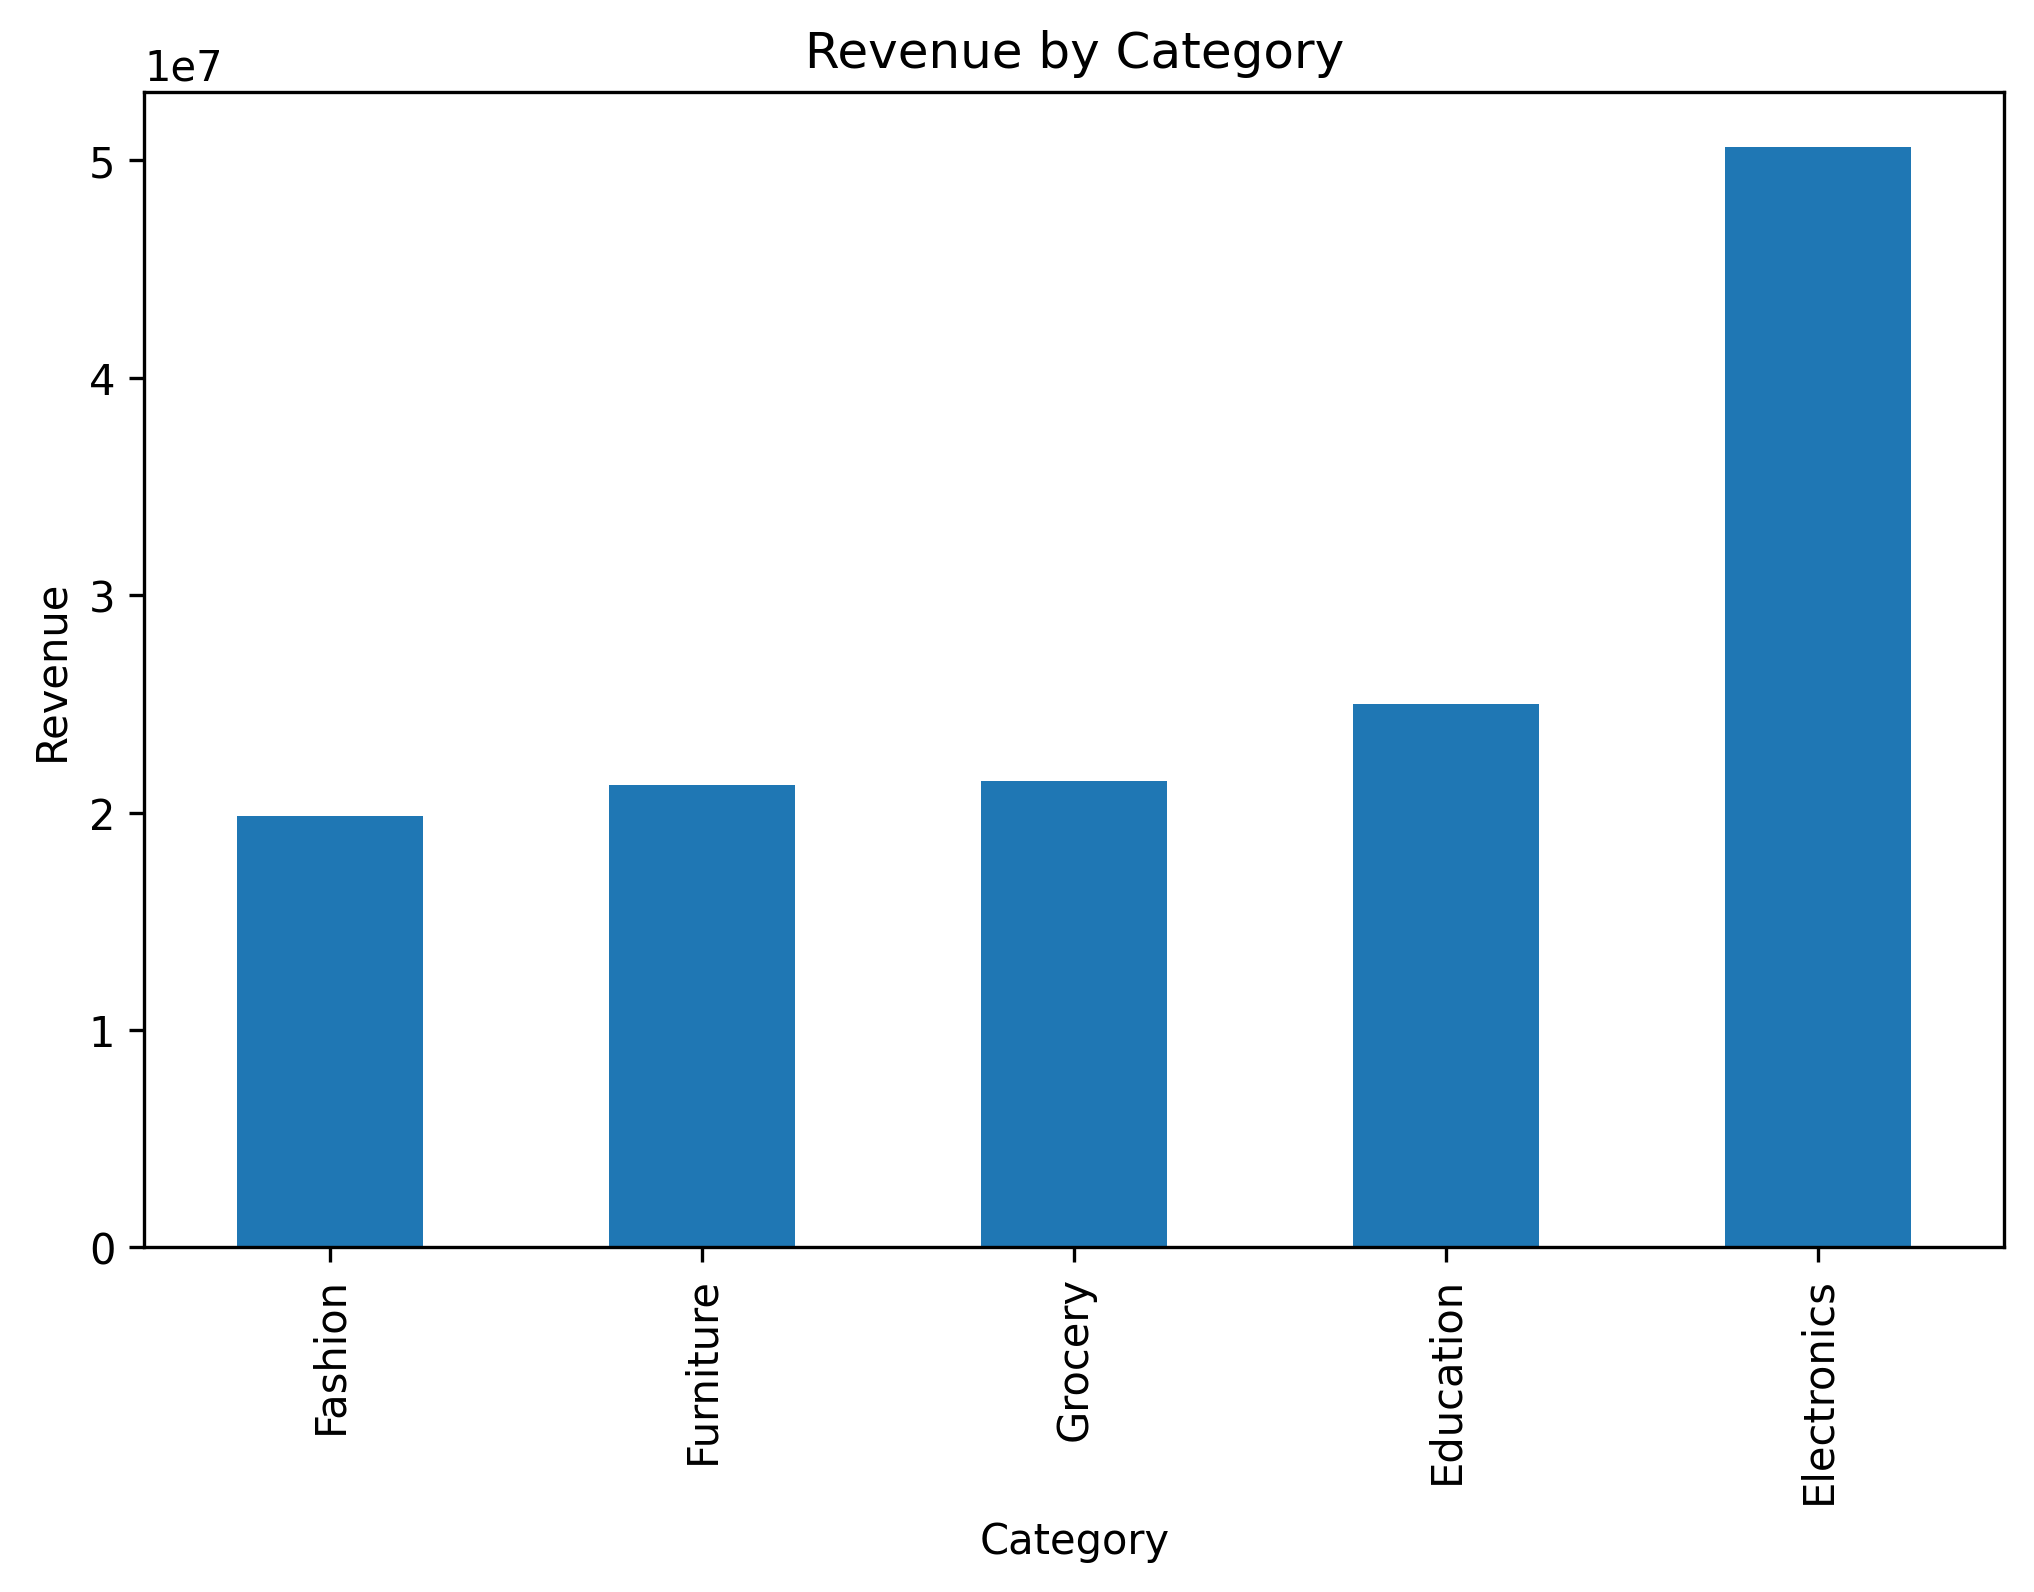 Revenue by Category
1e7
5
4
3
2
1
0
Revenue
Fashion
Furniture
Grocery
Education
Electronics
Category